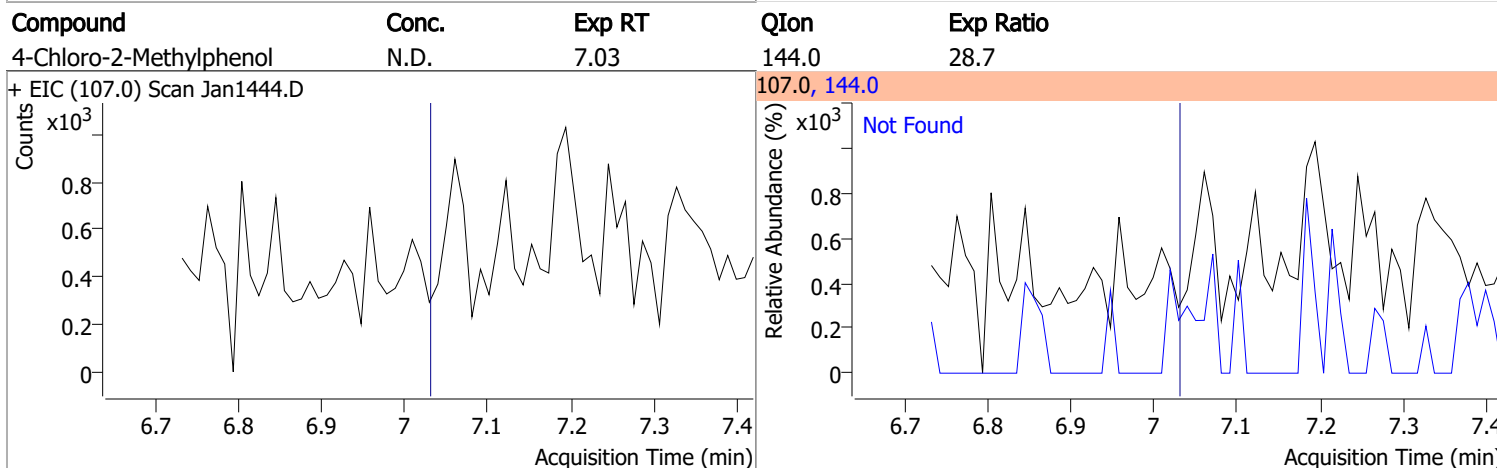 Compound Conc. Exp RT QIon Exp Ratio
4-Chloro-2-Methylphenol N.D. 7.03 144.0 28.7
+ EIC (107.0) Scan Jan1444.D
Counts
x10³
0.8
0.6
0.4
0.2
0
6.7 6.8 6.9 7 7.1 7.2 7.3 7.4
Acquisition Time (min)
107.0, 144.0
Relative Abundance (%)
x10³
Not Found
0.8
0.6
0.4
0.2
0
6.7 6.8 6.9 7 7.1 7.2 7.3 7.4
Acquisition Time (min)